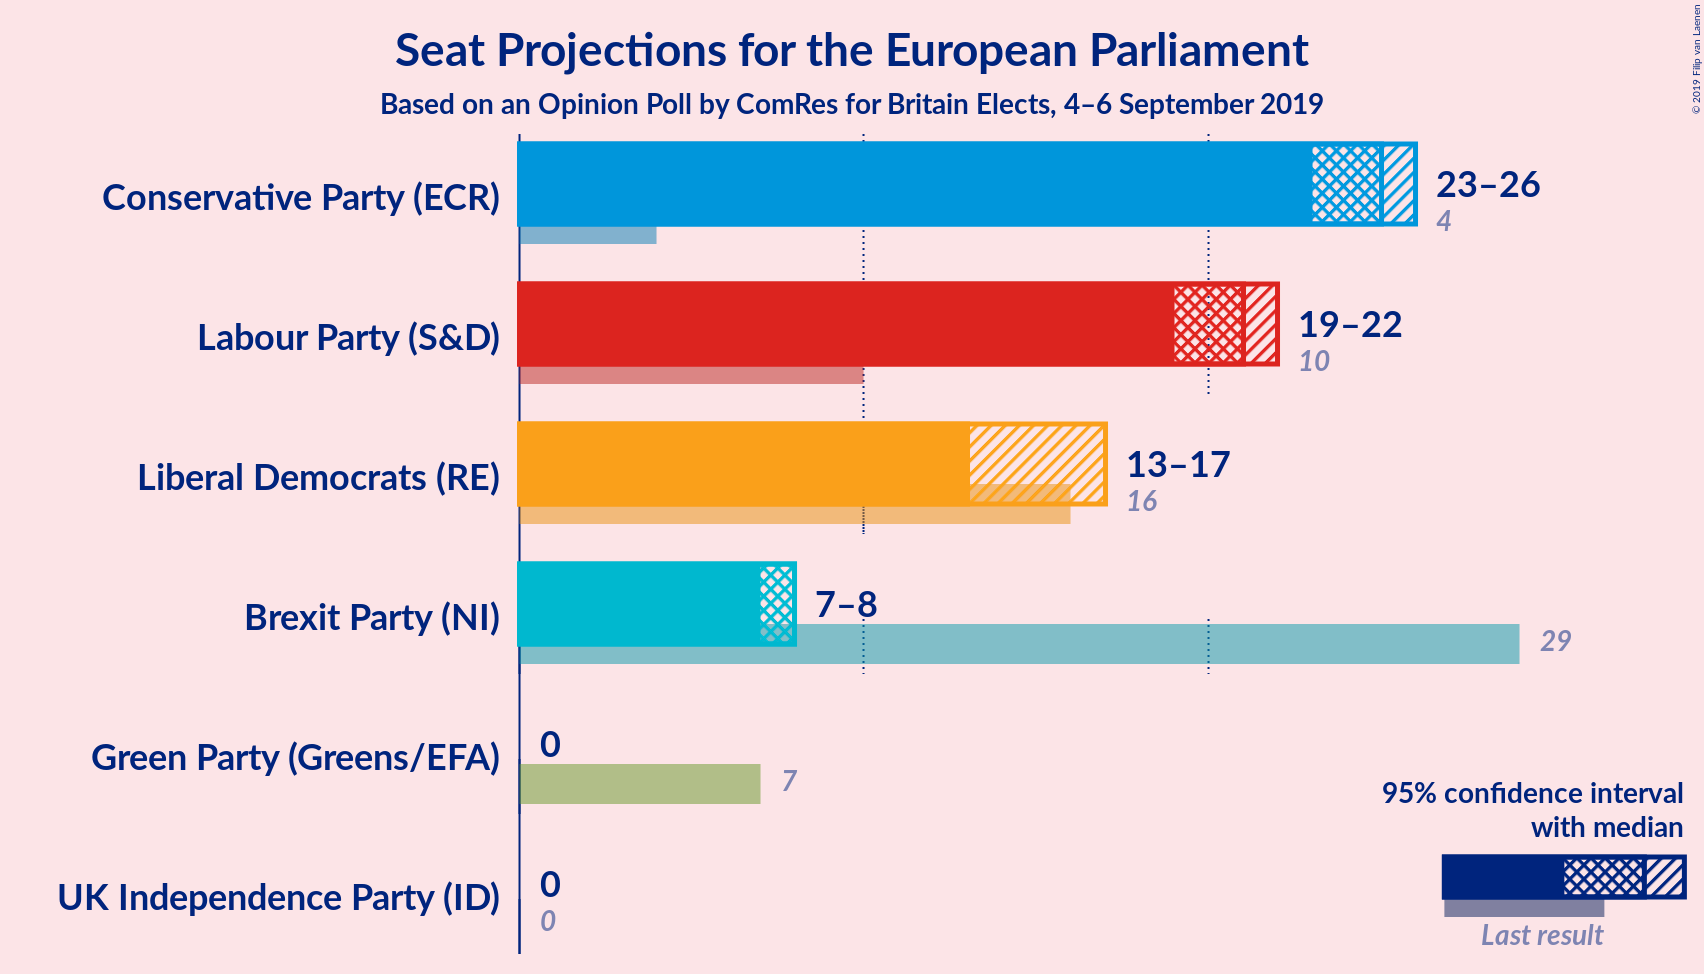 Seat Projections for the European Parliament
Based on an Opinion Poll by ComRes for Britain Elects, 4–6 September 2019
© 2019 Filip van Laenen
Conservative Party (ECR)
23–26
4
Labour Party (S&D)
19–22
10
Liberal Democrats (RE)
13–17
16
Brexit Party (NI)
7–8
29
Green Party (Greens/EFA)
0
7
UK Independence Party (ID)
0
0
95% confidence interval
with median
Last result